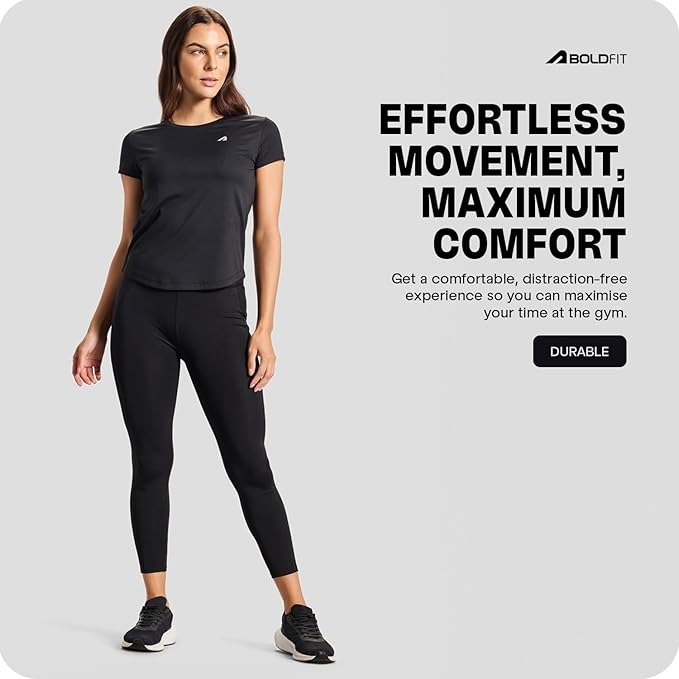 BOLDFIT
EFFORTLESS
MOVEMENT,
MAXIMUM
COMFORT
Get a comfortable, distraction-free
experience so you can maximise
your time at the gym.
DURABLE